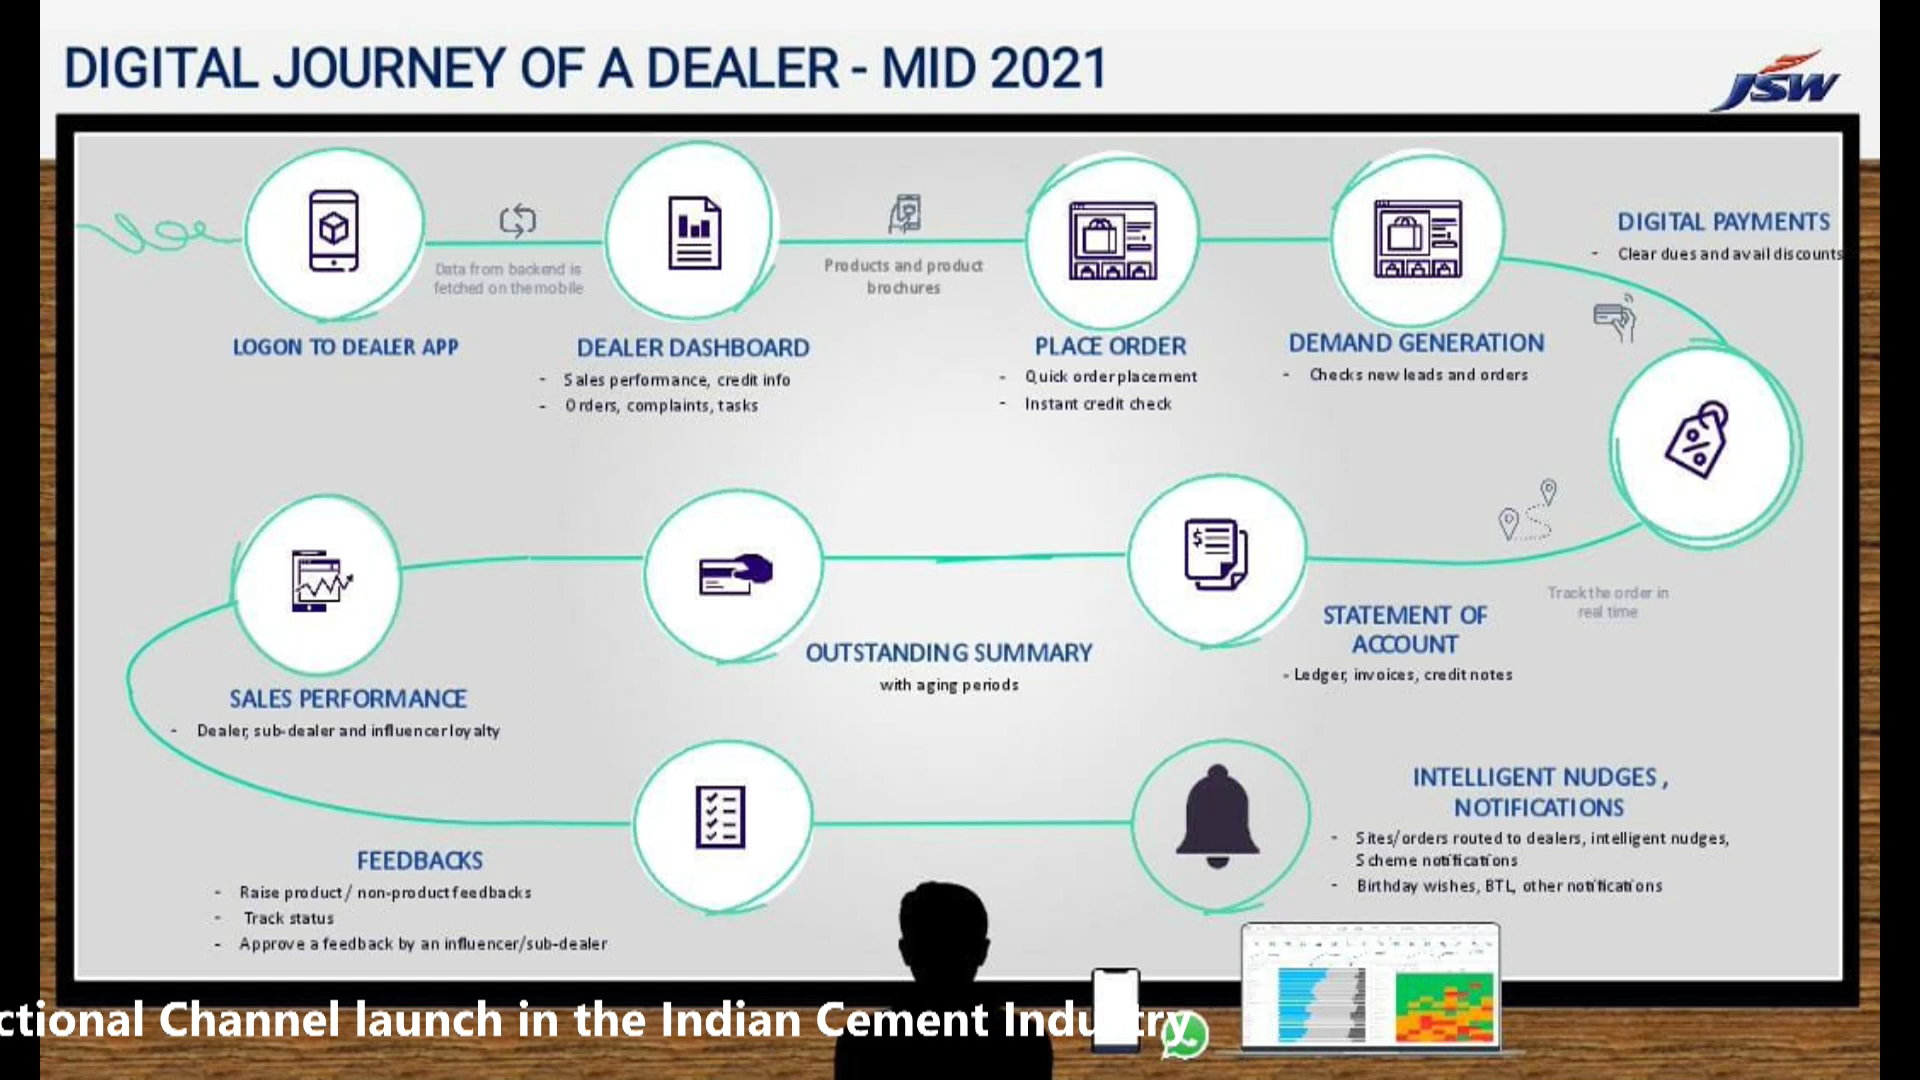 DIGITAL JOURNEY OF A DEALER - MID 2021
JSW
Data from backend is
fetched on the mobile
Products and product
brochures
DIGITAL PAYMENTS
- Clear dues and avail discounts
LOGON TO DEALER APP
DEALER DASHBOARD
- Sales performance, credit info
- Orders, complaints, tasks
PLACE ORDER
- Quick order placement
- Instant credit check
DEMAND GENERATION
- Checks new leads and orders
Track the order in
real time
STATEMENT OF
ACCOUNT
- Ledger, invoices, credit notes
OUTSTANDING SUMMARY
with aging periods
SALES PERFORMANCE
- Dealer, sub-dealer and influencer loyalty
FEEDBACKS
- Raise product / non-product feedbacks
- Track status
- Approve a feedback by an influencer/sub-dealer
INTELLIGENT NUDGES ,
NOTIFICATIONS
- Sites/orders routed to dealers, intelligent nudges,
Scheme notifications
- Birthday wishes, BTL, other notifications
ctional Channel launch in the Indian Cement Industry